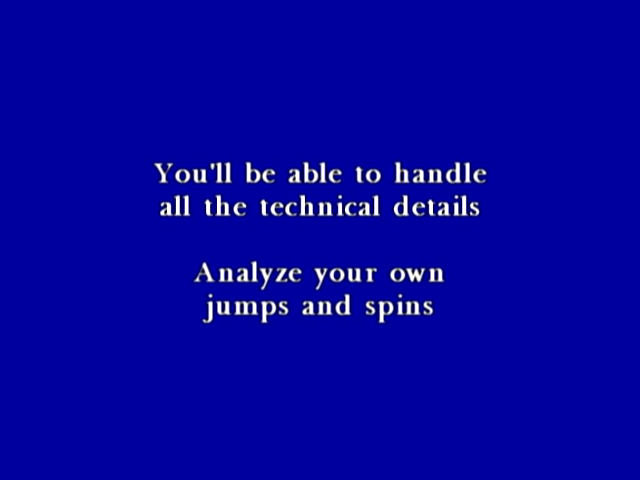 You'll be able to handle
all the technical details
Analyze your own
jumps and spins